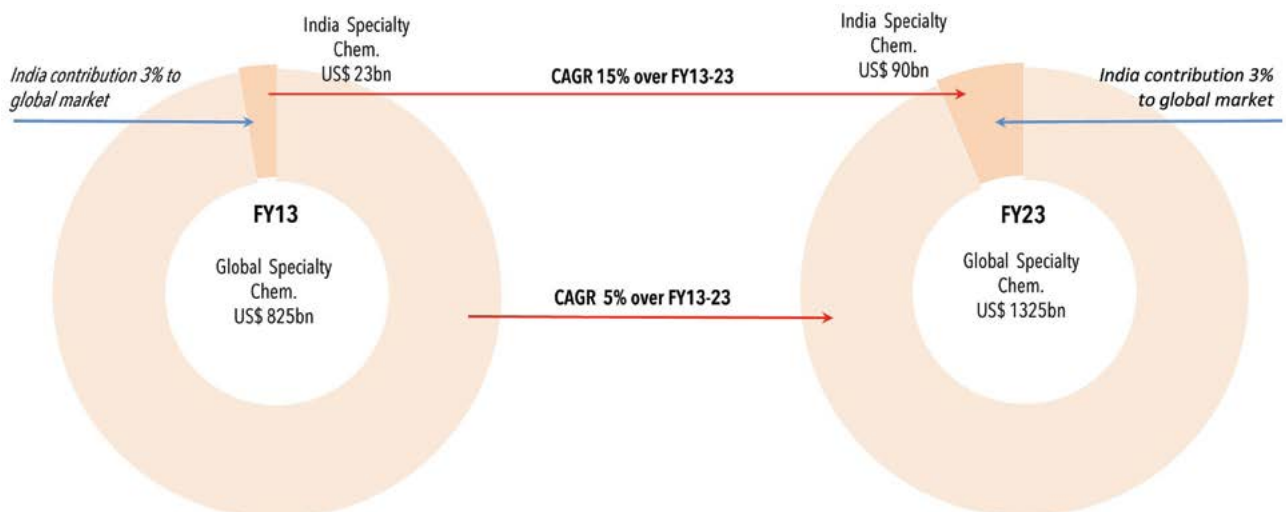 India Specialty
Chem.
US$ 23bn
India contribution 3% to
global market
CAGR 15% over FY13-23
India Specialty
Chem.
US$ 90bn
India contribution 3%
to global market
FY13
Global Specialty
Chem.
US$ 825bn
CAGR 5% over FY13-23
FY23
Global Specialty
Chem.
US$ 1325bn